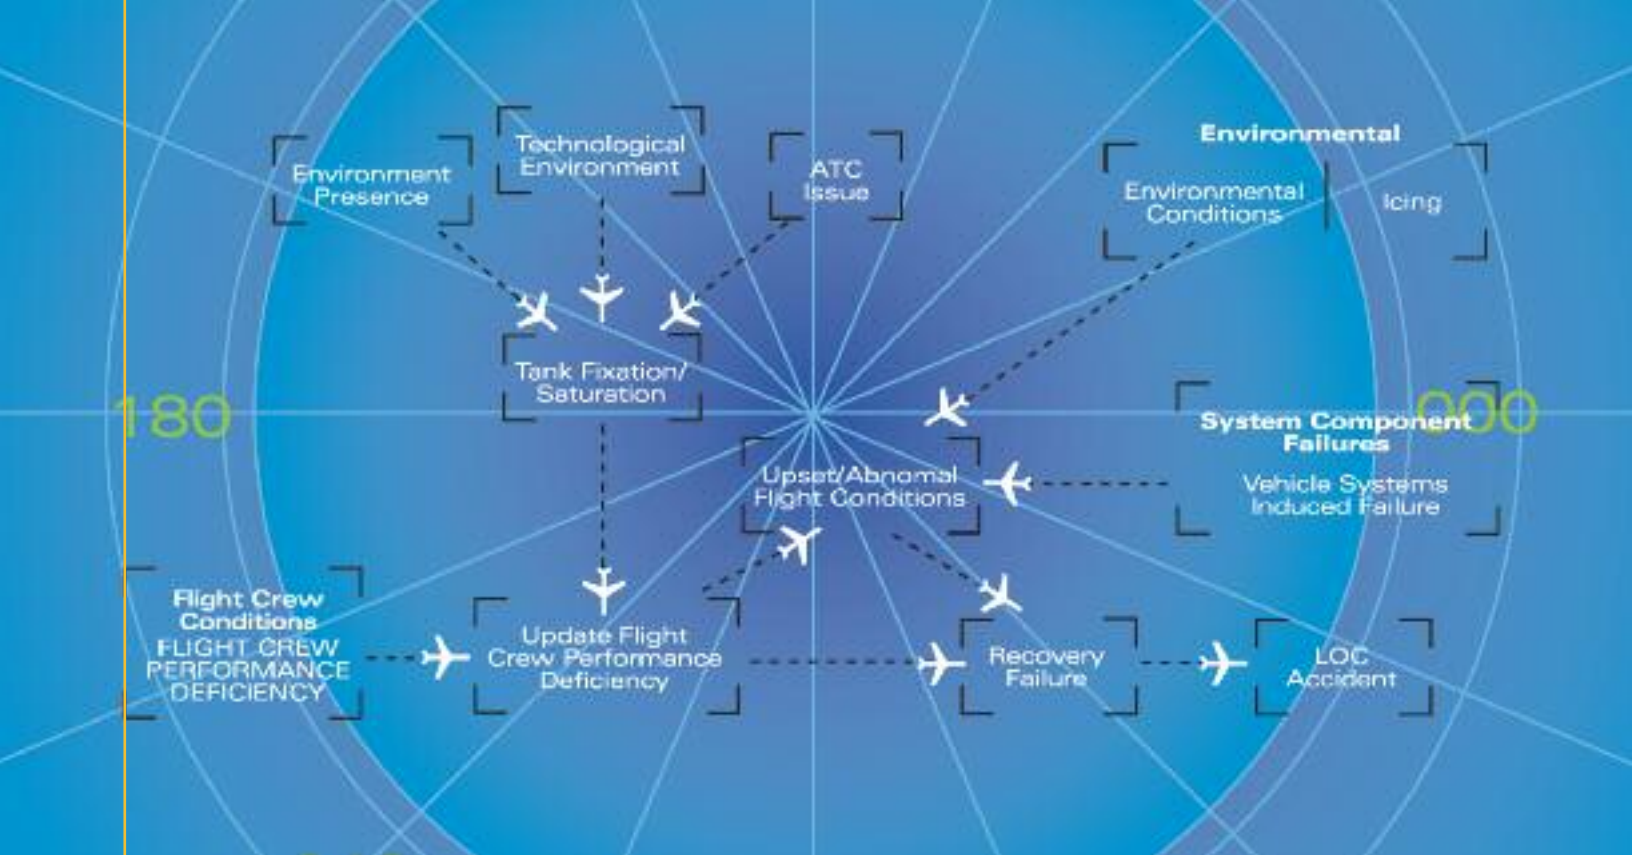 Technological
Environment
Environment
Presence
ATC
Issue
Environmental
Environmental
Conditions
Icing
Tank Fixation/
Saturation
180
000
System Component
Failures
Vehicle Systems
Induced Failure
Upset/Abnomal
Flight Conditions
Flight Crew
Conditions
FLIGHT CREW
PERFORMANCE
DEFICIENCY
Update Flight
Crew Performance
Deficiency
Recovery
Failure
LOC
Accident